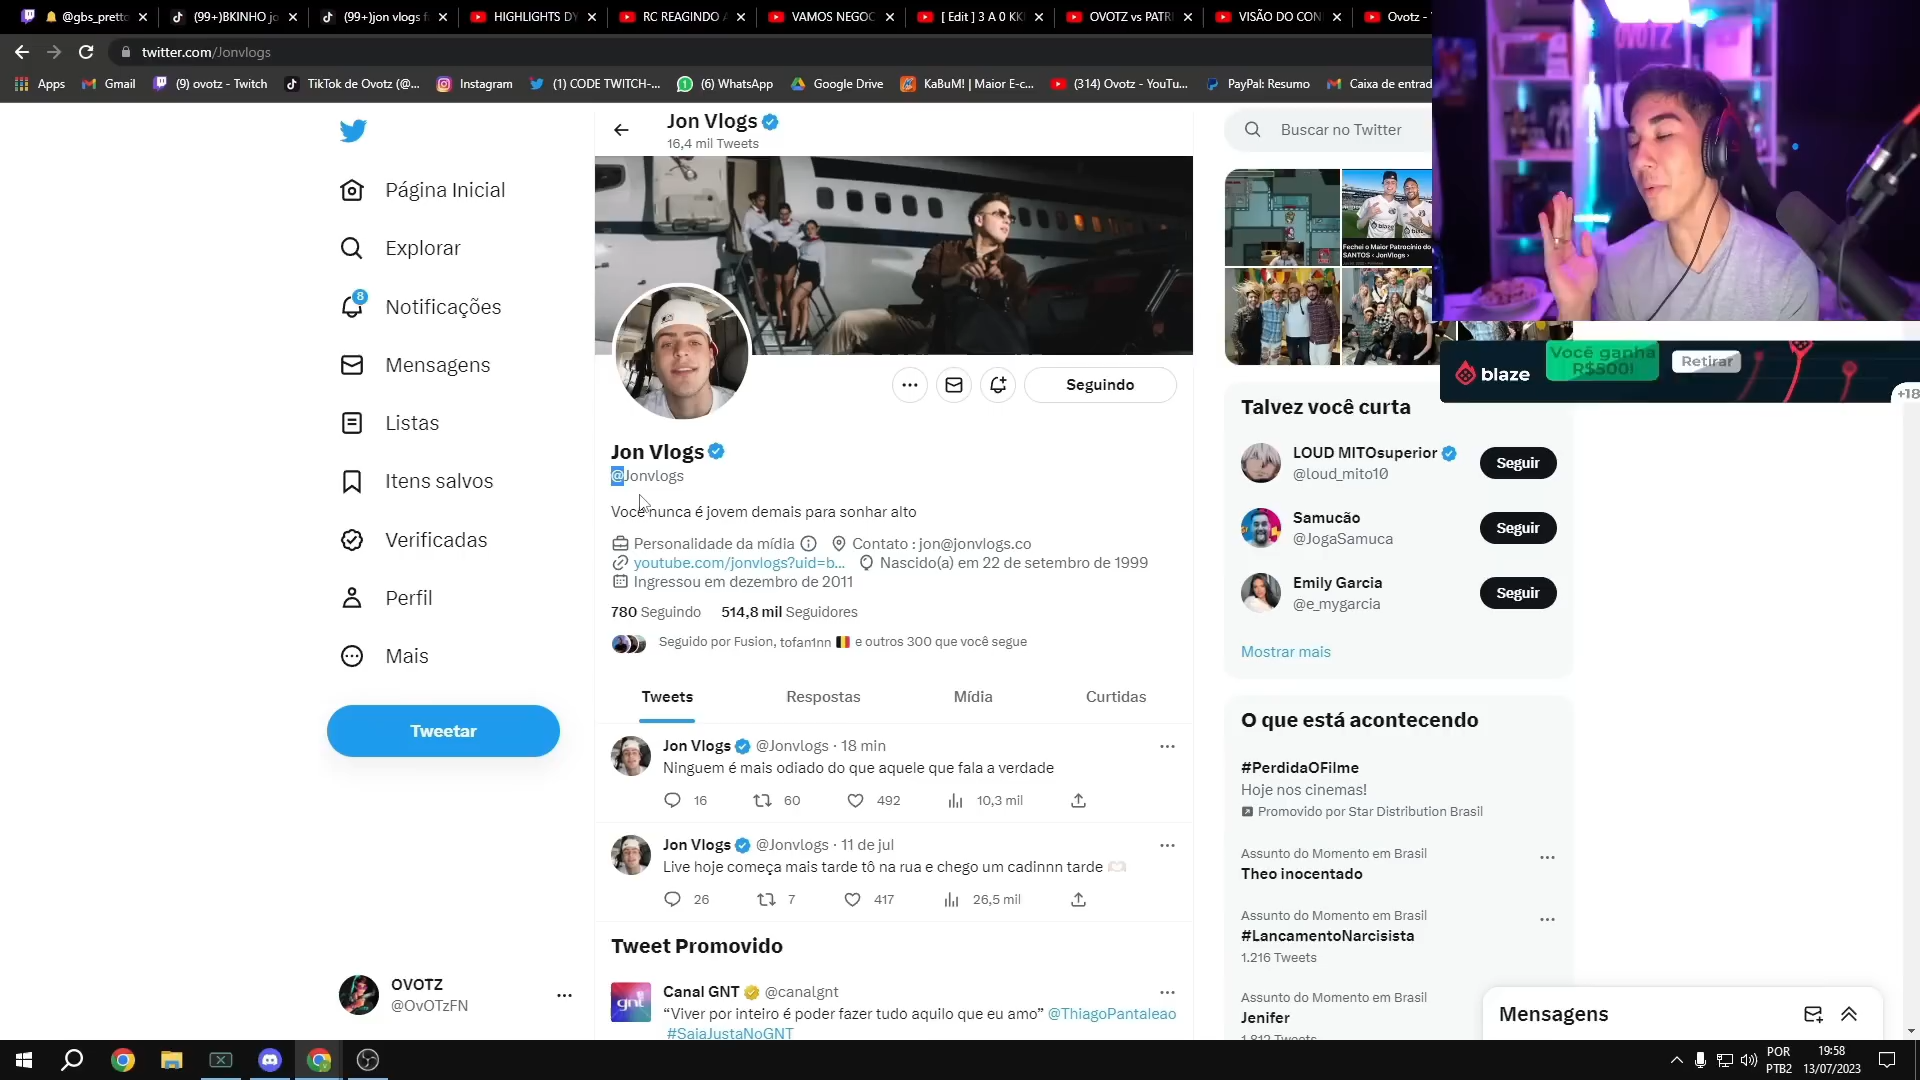 @gbs_pretto
(99+)BKINHO jo
(99+)jon vlogs f
HIGHLIGHTS DY
RC REAGINDO A
VAMOS NEGOC
[ Edit ] 3 A 0 KK
OVOTZ vs PATRI
VISÃO DO CON
Ovotz -
twitter.com/Jonvlogs
Apps
Gmail
(9) ovotz - Twitch
TikTok de Ovotz (@...
Instagram
(1) CODE TWITCH-...
(6) WhatsApp
Google Drive
KaBuM! | Maior E-c...
(314) Ovotz - YouTu...
PayPal: Resumo
Caixa de entrad
OVOTZ
Página Inicial
Explorar
8
Notificações
Mensagens
Listas
Itens salvos
Verificadas
Perfil
Mais
Tweetar
OVOTZ
@OvOTzFN
Jon Vlogs
16,4 mil Tweets
Seguindo
Jon Vlogs
@Jonvlogs
Você nunca é jovem demais para sonhar alto
Personalidade da mídia Contato : jon@jonvlogs.co
youtube.com/jonvlogs?uid=b... Nascido(a) em 22 de setembro de 1999
Ingressou em dezembro de 2011
780 Seguindo 514,8 mil Seguidores
Seguido por Fusion, tofan1nn 🇧🇪 e outros 300 que você segue
Tweets Respostas Mídia Curtidas
Jon Vlogs @Jonvlogs · 18 min
Ninguem é mais odiado do que aquele que fala a verdade
16 60 492 10,3 mil
Jon Vlogs @Jonvlogs · 11 de jul
Live hoje começa mais tarde tô na rua e chego um cadinnn tarde 🫶🏻
26 7 417 26,5 mil
Tweet Promovido
Canal GNT @canalgnt
“Viver por inteiro é poder fazer tudo aquilo que eu amo” @ThiagoPantaleao
#SaiaJustaNoGNT
Buscar no Twitter
Fechei o Maior Patrocínio do
SANTOS ‹ JonVlogs ›
blaze
Você ganha
R$500!
Retirar
+18
Talvez você curta
LOUD MITOsuperior
@loud_mito10
Seguir
Samucão
@JogaSamuca
Seguir
Emily Garcia
@e_mygarcia
Seguir
Mostrar mais
O que está acontecendo
#PerdidaOFilme
Hoje nos cinemas!
Promovido por Star Distribution Brasil
Assunto do Momento em Brasil
Theo inocentado
Assunto do Momento em Brasil
#LancamentoNarcisista
1.216 Tweets
Assunto do Momento em Brasil
Jenifer
1.812 Tweets
Mensagens
POR
PTB2
19:58
13/07/2023